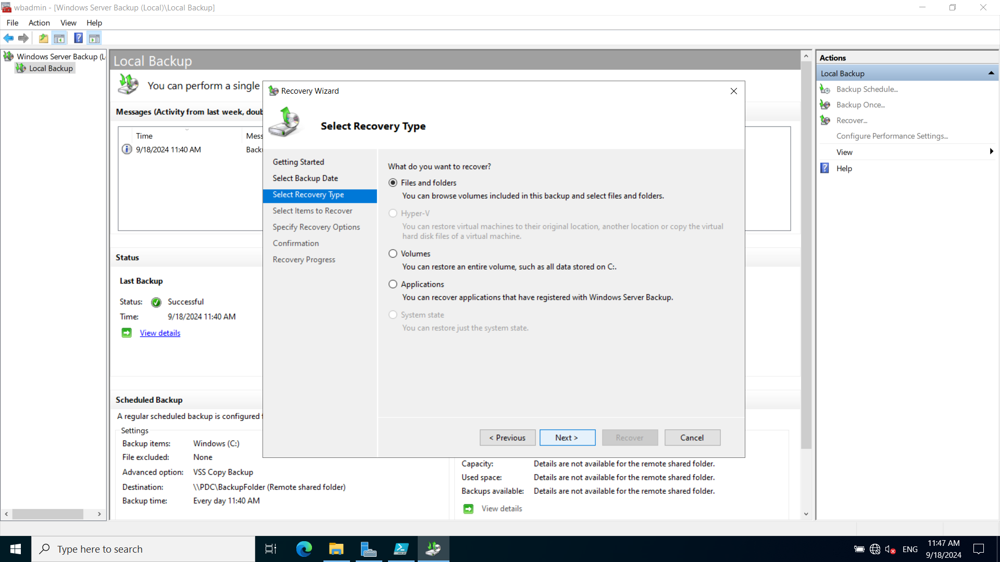 wbadmin - [Windows Server Backup (Local)\Local Backup]
File Action View Help
Windows Server Backup (L
Local Backup
Local Backup
You can perform a single
Messages (Activity from last week, doub
Time Mess
9/18/2024 11:40 AM Back
Status
Last Backup
Status: Successful
Time: 9/18/2024 11:40 AM
View details
Scheduled Backup
A regular scheduled backup is configured f
Settings
Backup items: Windows (C:)
File excluded: None
Advanced option: VSS Copy Backup
Destination: \\PDC\BackupFolder (Remote shared folder)
Backup time: Every day 11:40 AM
Capacity: Details are not available for the remote shared folder.
Used space: Details are not available for the remote shared folder.
Backups available: Details are not available for the remote shared folder.
View details
Recovery Wizard
Select Recovery Type
Getting Started
Select Backup Date
Select Recovery Type
Select Items to Recover
Specify Recovery Options
Confirmation
Recovery Progress
What do you want to recover?
Files and folders
You can browse volumes included in this backup and select files and folders.
Hyper-V
You can restore virtual machines to their original location, another location or copy the virtual
hard disk files of a virtual machine.
Volumes
You can restore an entire volume, such as all data stored on C:.
Applications
You can recover applications that have registered with Windows Server Backup.
System state
You can restore just the system state.
< Previous Next > Recover Cancel
Actions
Local Backup
Backup Schedule...
Backup Once...
Recover...
Configure Performance Settings...
View
Help
Type here to search
ENG
11:47 AM
9/18/2024